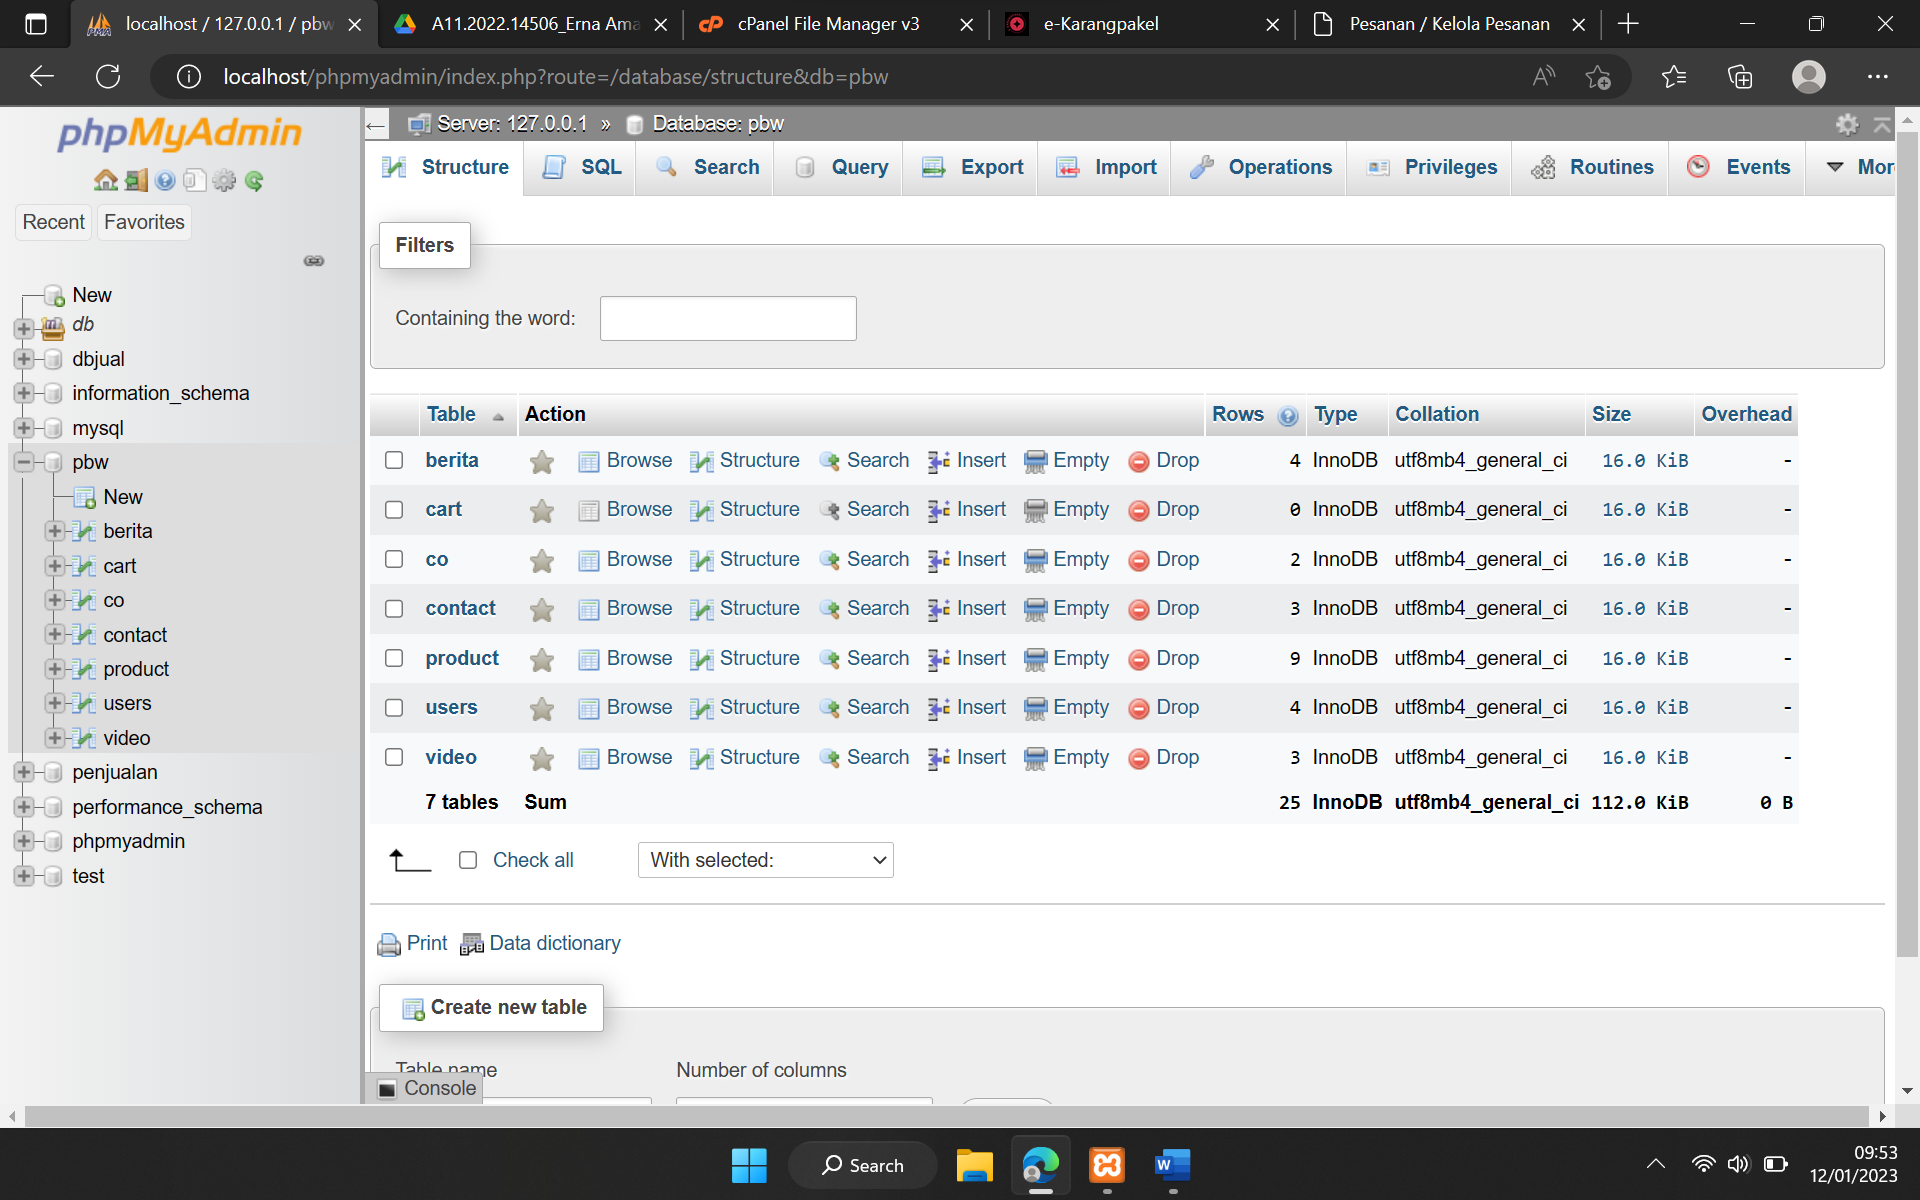 localhost / 127.0.0.1 / pbw
A11.2022.14506_Erna Ama
cPanel File Manager v3
e-Karangpakel
Pesanan / Kelola Pesanan
localhost/phpmyadmin/index.php?route=/database/structure&db=pbw
phpMyAdmin
Recent Favorites
New
db
dbjual
information_schema
mysql
pbw
New
berita
cart
co
contact
product
users
video
penjualan
performance_schema
phpmyadmin
test
Server: 127.0.0.1 » Database: pbw
Structure SQL Search Query Export Import Operations Privileges Routines Events Mor
Filters
Containing the word:
Table Action Rows Type Collation Size Overhead
berita Browse Structure Search Insert Empty Drop 4 InnoDB utf8mb4_general_ci 16.0 KiB -
cart Browse Structure Search Insert Empty Drop 0 InnoDB utf8mb4_general_ci 16.0 KiB -
co Browse Structure Search Insert Empty Drop 2 InnoDB utf8mb4_general_ci 16.0 KiB -
contact Browse Structure Search Insert Empty Drop 3 InnoDB utf8mb4_general_ci 16.0 KiB -
product Browse Structure Search Insert Empty Drop 9 InnoDB utf8mb4_general_ci 16.0 KiB -
users Browse Structure Search Insert Empty Drop 4 InnoDB utf8mb4_general_ci 16.0 KiB -
video Browse Structure Search Insert Empty Drop 3 InnoDB utf8mb4_general_ci 16.0 KiB -
7 tables Sum 25 InnoDB utf8mb4_general_ci 112.0 KiB 0 B
Check all With selected:
Print Data dictionary
Create new table
Table name Number of columns
Console
Search
09:53
12/01/2023